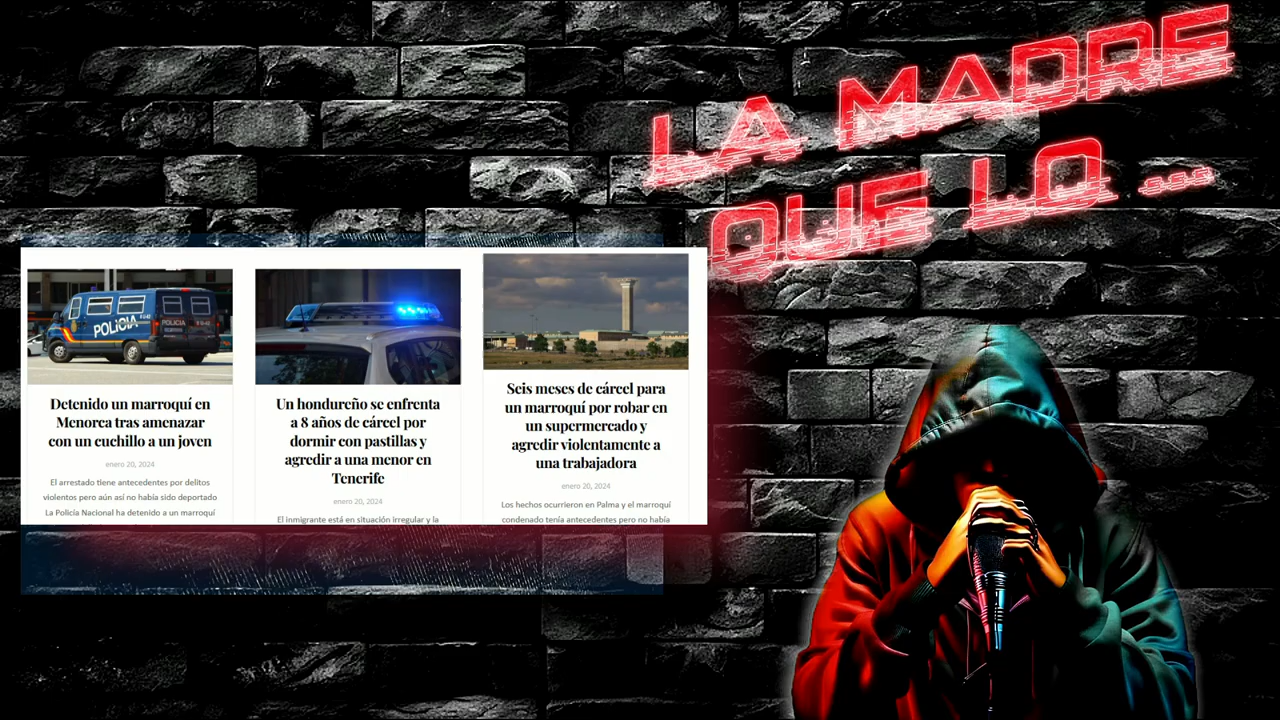 LA MADRE
QUE LO ...
POLICIA
POLICIA
Detenido un marroquí en
Menorca tras amenazar
con un cuchillo a un joven
enero 20, 2024
El arrestado tiene antecedentes por delitos
violentos pero aún así no había sido deportado
La Policía Nacional ha detenido a un marroquí
Un hondureño se enfrenta
a 8 años de cárcel por
dormir con pastillas y
agredir a una menor en
Tenerife
enero 20, 2024
El inmigrante está en situación irregular y la
Seis meses de cárcel para
un marroquí por robar en
un supermercado y
agredir violentamente a
una trabajadora
enero 20, 2024
Los hechos ocurrieron en Palma y el marroquí
condenado tenía antecedentes pero no había